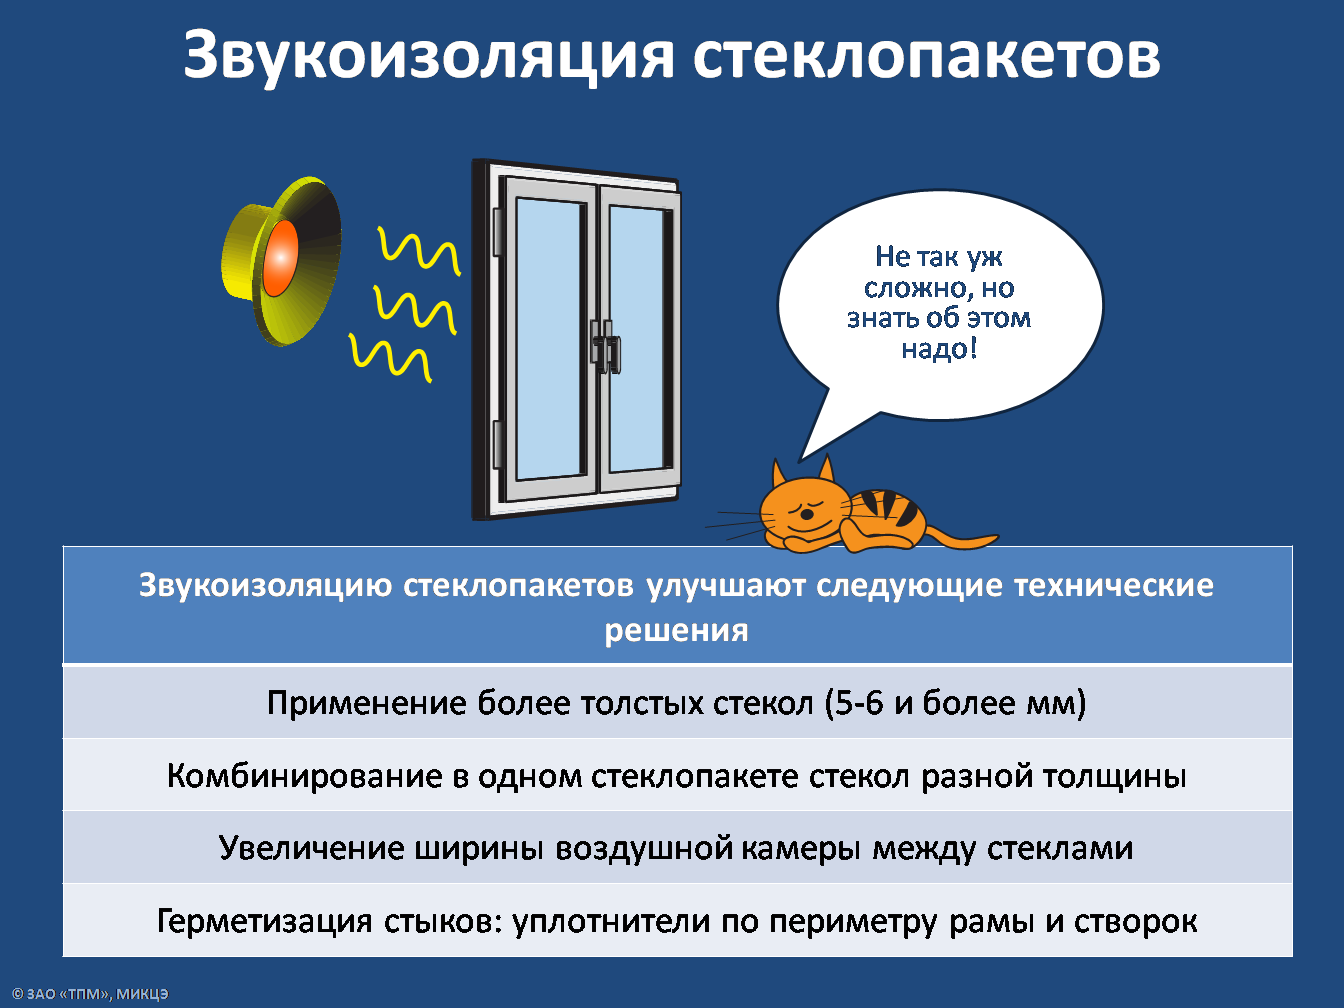 Звукоизоляция стеклопакетов
Не так уж
сложно, но
знать об этом
надо!
Звукоизоляцию стеклопакетов улучшают следующие технические
решения
Применение более толстых стекол (5-6 и более мм)
Комбинирование в одном стеклопакете стекол разной толщины
Увеличение ширины воздушной камеры между стеклами
Герметизация стыков: уплотнители по периметру рамы и створок
© ЗАО «ТПМ», МИКЦЭ